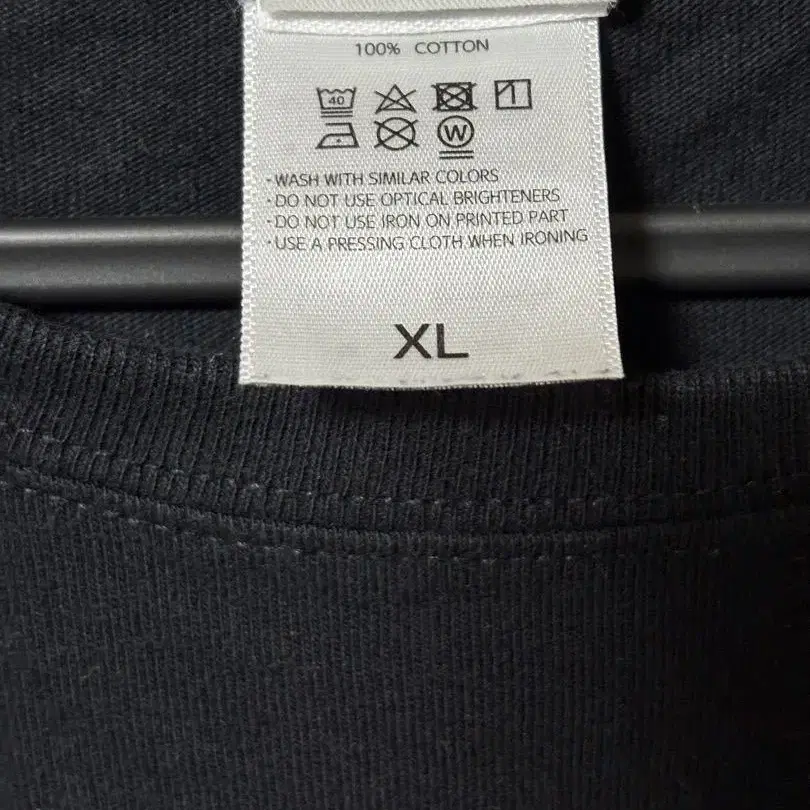 100% COTTON
40
W
- WASH WITH SIMILAR COLORS
- DO NOT USE OPTICAL BRIGHTENERS
- DO NOT USE IRON ON PRINTED PART
- USE A PRESSING CLOTH WHEN IRONING
XL